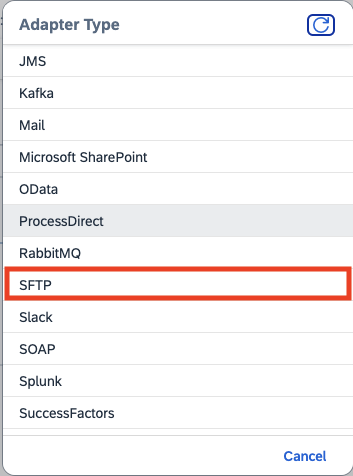 Adapter Type
JMS
Kafka
Mail
Microsoft SharePoint
OData
ProcessDirect
RabbitMQ
SFTP
Slack
SOAP
Splunk
SuccessFactors
Cancel